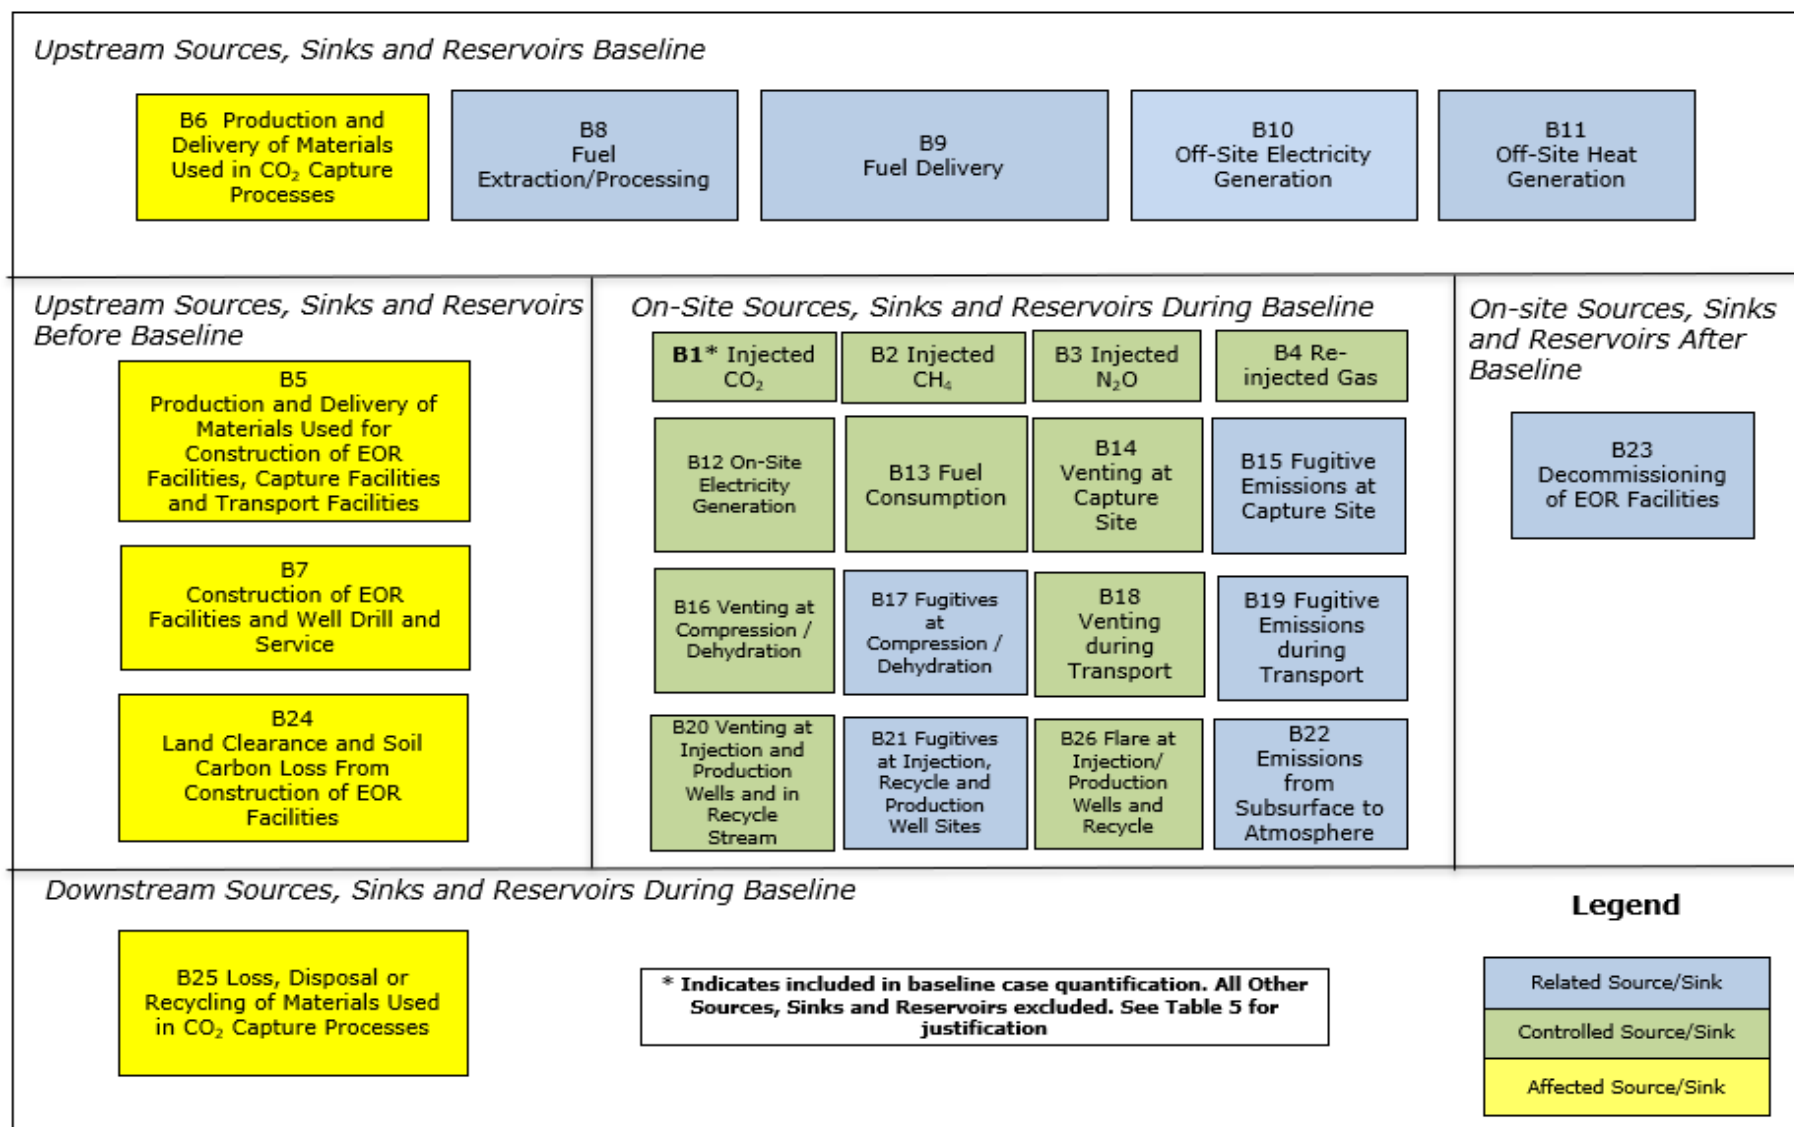 Upstream Sources, Sinks and Reservoirs Baseline
B6 Production and
Delivery of Materials
Used in CO₂ Capture
Processes
B8
Fuel
Extraction/Processing
B9
Fuel Delivery
B10
Off-Site Electricity
Generation
B11
Off-Site Heat
Generation
Upstream Sources, Sinks and Reservoirs
Before Baseline
B5
Production and Delivery of
Materials Used for
Construction of EOR
Facilities, Capture Facilities
and Transport Facilities
B7
Construction of EOR
Facilities and Well Drill and
Service
B24
Land Clearance and Soil
Carbon Loss From
Construction of EOR
Facilities
On-Site Sources, Sinks and Reservoirs During Baseline
B1* Injected
CO₂
B2 Injected
CH₄
B3 Injected
N₂O
B4 Re-
injected Gas
B12 On-Site
Electricity
Generation
B13 Fuel
Consumption
B14
Venting at
Capture
Site
B15 Fugitive
Emissions at
Capture Site
B16 Venting at
Compression /
Dehydration
B17 Fugitives
at
Compression /
Dehydration
B18
Venting
during
Transport
B19 Fugitive
Emissions
during
Transport
B20 Venting at
Injection and
Production
Wells and in
Recycle
Stream
B21 Fugitives
at Injection,
Recycle and
Production
Well Sites
B26 Flare at
Injection/
Production
Wells and
Recycle
B22
Emissions
from
Subsurface to
Atmosphere
On-site Sources, Sinks
and Reservoirs After
Baseline
B23
Decommissioning
of EOR Facilities
Downstream Sources, Sinks and Reservoirs During Baseline
B25 Loss, Disposal or
Recycling of Materials Used
in CO₂ Capture Processes
* Indicates included in baseline case quantification. All Other
Sources, Sinks and Reservoirs excluded. See Table 5 for
justification
Legend
Related Source/Sink
Controlled Source/Sink
Affected Source/Sink